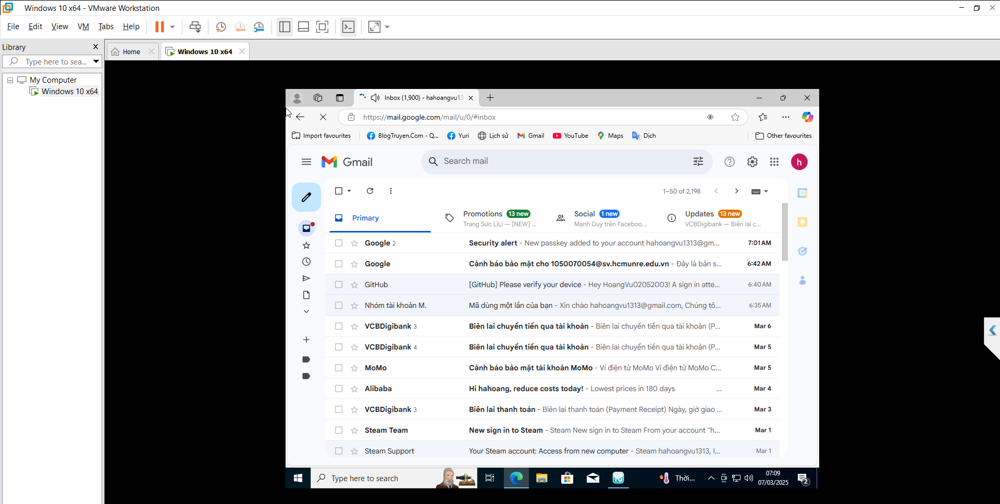 Windows 10 x64 - VMware Workstation
File Edit View VM Tabs Help
Library
Home
Windows 10 x64
Type here to sea...
My Computer
Windows 10 x64
Inbox (1,900) - hahoangvu13
https://mail.google.com/mail/u/0/#inbox
Import favourites BlogTruyen.Com - Q... Yuri Lịch sử Gmail YouTube Maps Dịch Other favourites
Gmail
Search mail
h
1–50 of 2,198
31
Primary
Promotions 13 new
Trang Sức LiLi — [NEW] ...
Social 1 new
Mạnh Duy trên Faceboo...
Updates 13 new
VCBDigibank — Biên lai c...
Google 2 Security alert - New passkey added to your account hahoangvu1313@gm... 7:01 AM
Google Cảnh báo bảo mật cho 1050070054@sv.hcmunre.edu.vn - Đây là bản s... 6:42 AM
GitHub [GitHub] Please verify your device - Hey HoangVu02052003! A sign in atte... 6:40 AM
Nhóm tài khoản M. Mã dùng một lần của bạn - Xin chào hahoangvu1313@gmail.com, Chúng tô... 6:35 AM
VCBDigibank 3 Biên lai chuyển tiền qua tài khoản - Biên lai chuyển tiền qua tài khoản (P... Mar 6
VCBDigibank 4 Biên lai chuyển tiền qua tài khoản - Biên lai chuyển tiền qua tài khoản (P... Mar 5
MoMo Cảnh báo bảo mật tài khoản MoMo - Ví điện tử MoMo Ví điện tử MoMo C... Mar 5
Alibaba Hi hahoang, reduce costs today! - Lowest prices in 180 days ... Mar 4
VCBDigibank 3 Biên lai thanh toán - Biên lai thanh toán (Payment Receipt) Ngày, giờ giao ... Mar 3
Steam Team New sign in to Steam - Steam New sign in to Steam From your account "h... Mar 1
Steam Support Your Steam account: Access from new computer - Steam hahoangvu1313, I... Mar 1
Type here to search
Thời...
07:09
07/03/2025
2